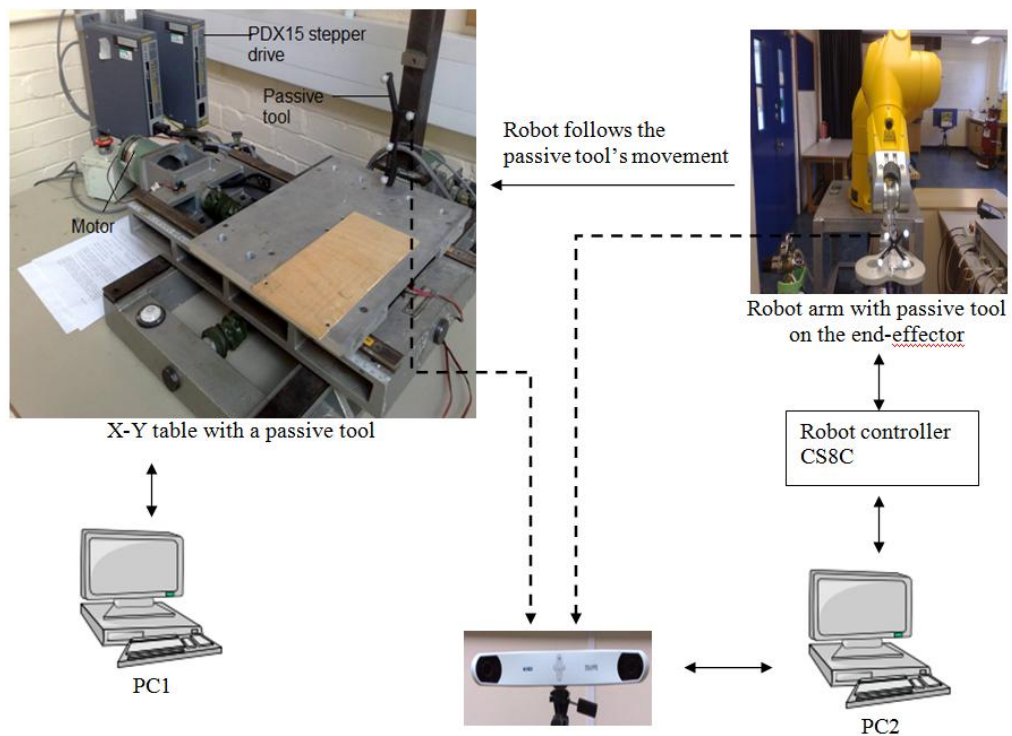 PDX15 stepper
drive
Passive
tool
Motor
Robot follows the
passive tool's movement
Robot arm with passive tool
on the end-effector
X-Y table with a passive tool
Robot controller
CS8C
PC1
PC2